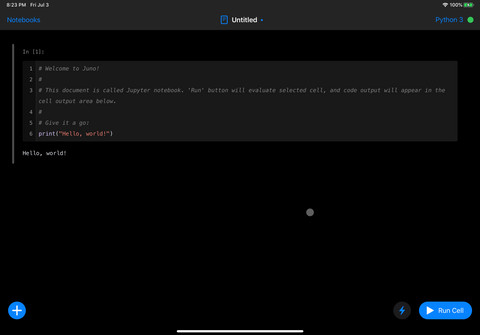 8:23 PM Fri Jul 3 100%
Notebooks Untitled Python 3
In [1]:
1 # Welcome to Juno!
2 #
3 # This document is called Jupyter notebook. 'Run' button will evaluate selected cell, and code output will appear in the
cell output area below.
4 #
5 # Give it a go:
6 print("Hello, world!")
Hello, world!
Run Cell